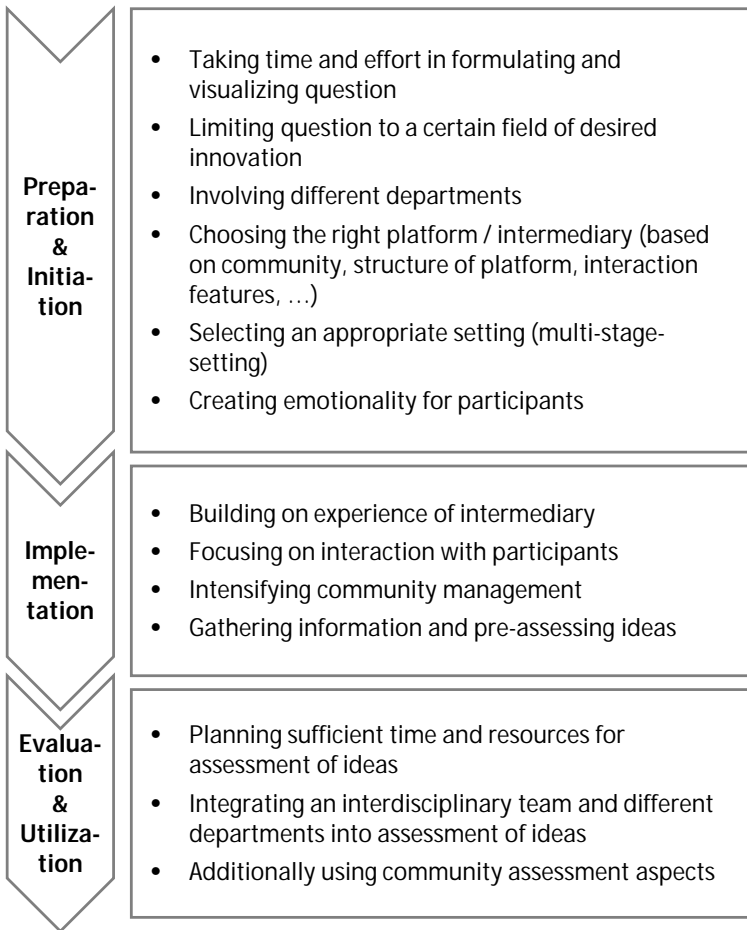 Prepa-
ration
&
Initia-
tion
• Taking time and effort in formulating and
visualizing question
• Limiting question to a certain field of desired
innovation
• Involving different departments
• Choosing the right platform / intermediary (based
on community, structure of platform, interaction
features, …)
• Selecting an appropriate setting (multi-stage-
setting)
• Creating emotionality for participants
Imple-
men-
tation
• Building on experience of intermediary
• Focusing on interaction with participants
• Intensifying community management
• Gathering information and pre-assessing ideas
Evalua-
tion
&
Utiliza-
tion
• Planning sufficient time and resources for
assessment of ideas
• Integrating an interdisciplinary team and different
departments into assessment of ideas
• Additionally using community assessment aspects